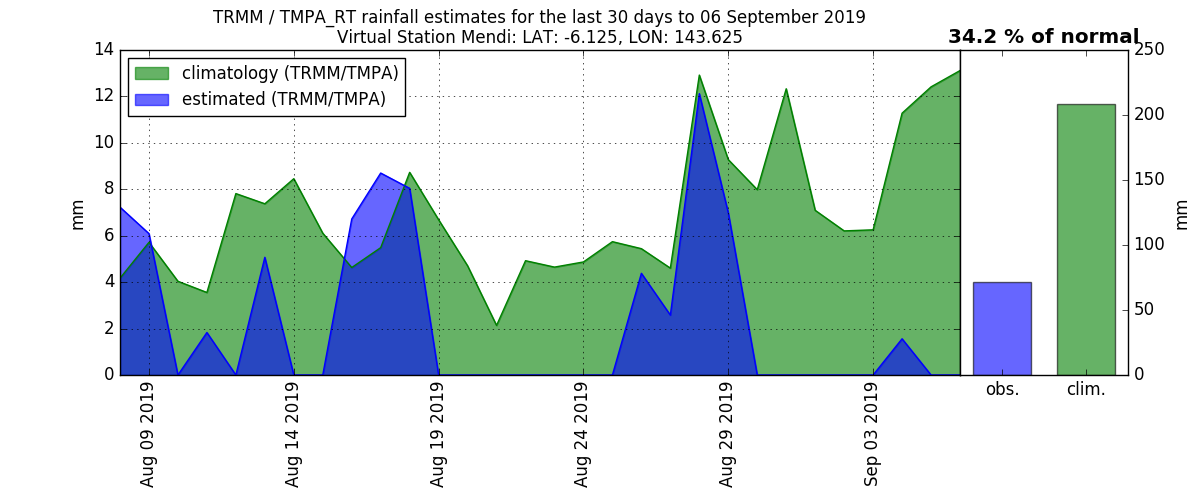 TRMM / TMPA_RT rainfall estimates for the last 30 days to 06 September 2019
Virtual Station Mendi: LAT: -6.125, LON: 143.625
34.2 % of normal
climatology (TRMM/TMPA)
estimated (TRMM/TMPA)
14
12
10
8
6
4
2
0
mm
Aug 09 2019
Aug 14 2019
Aug 19 2019
Aug 24 2019
Aug 29 2019
Sep 03 2019
obs.
clim.
250
200
150
100
50
0
mm